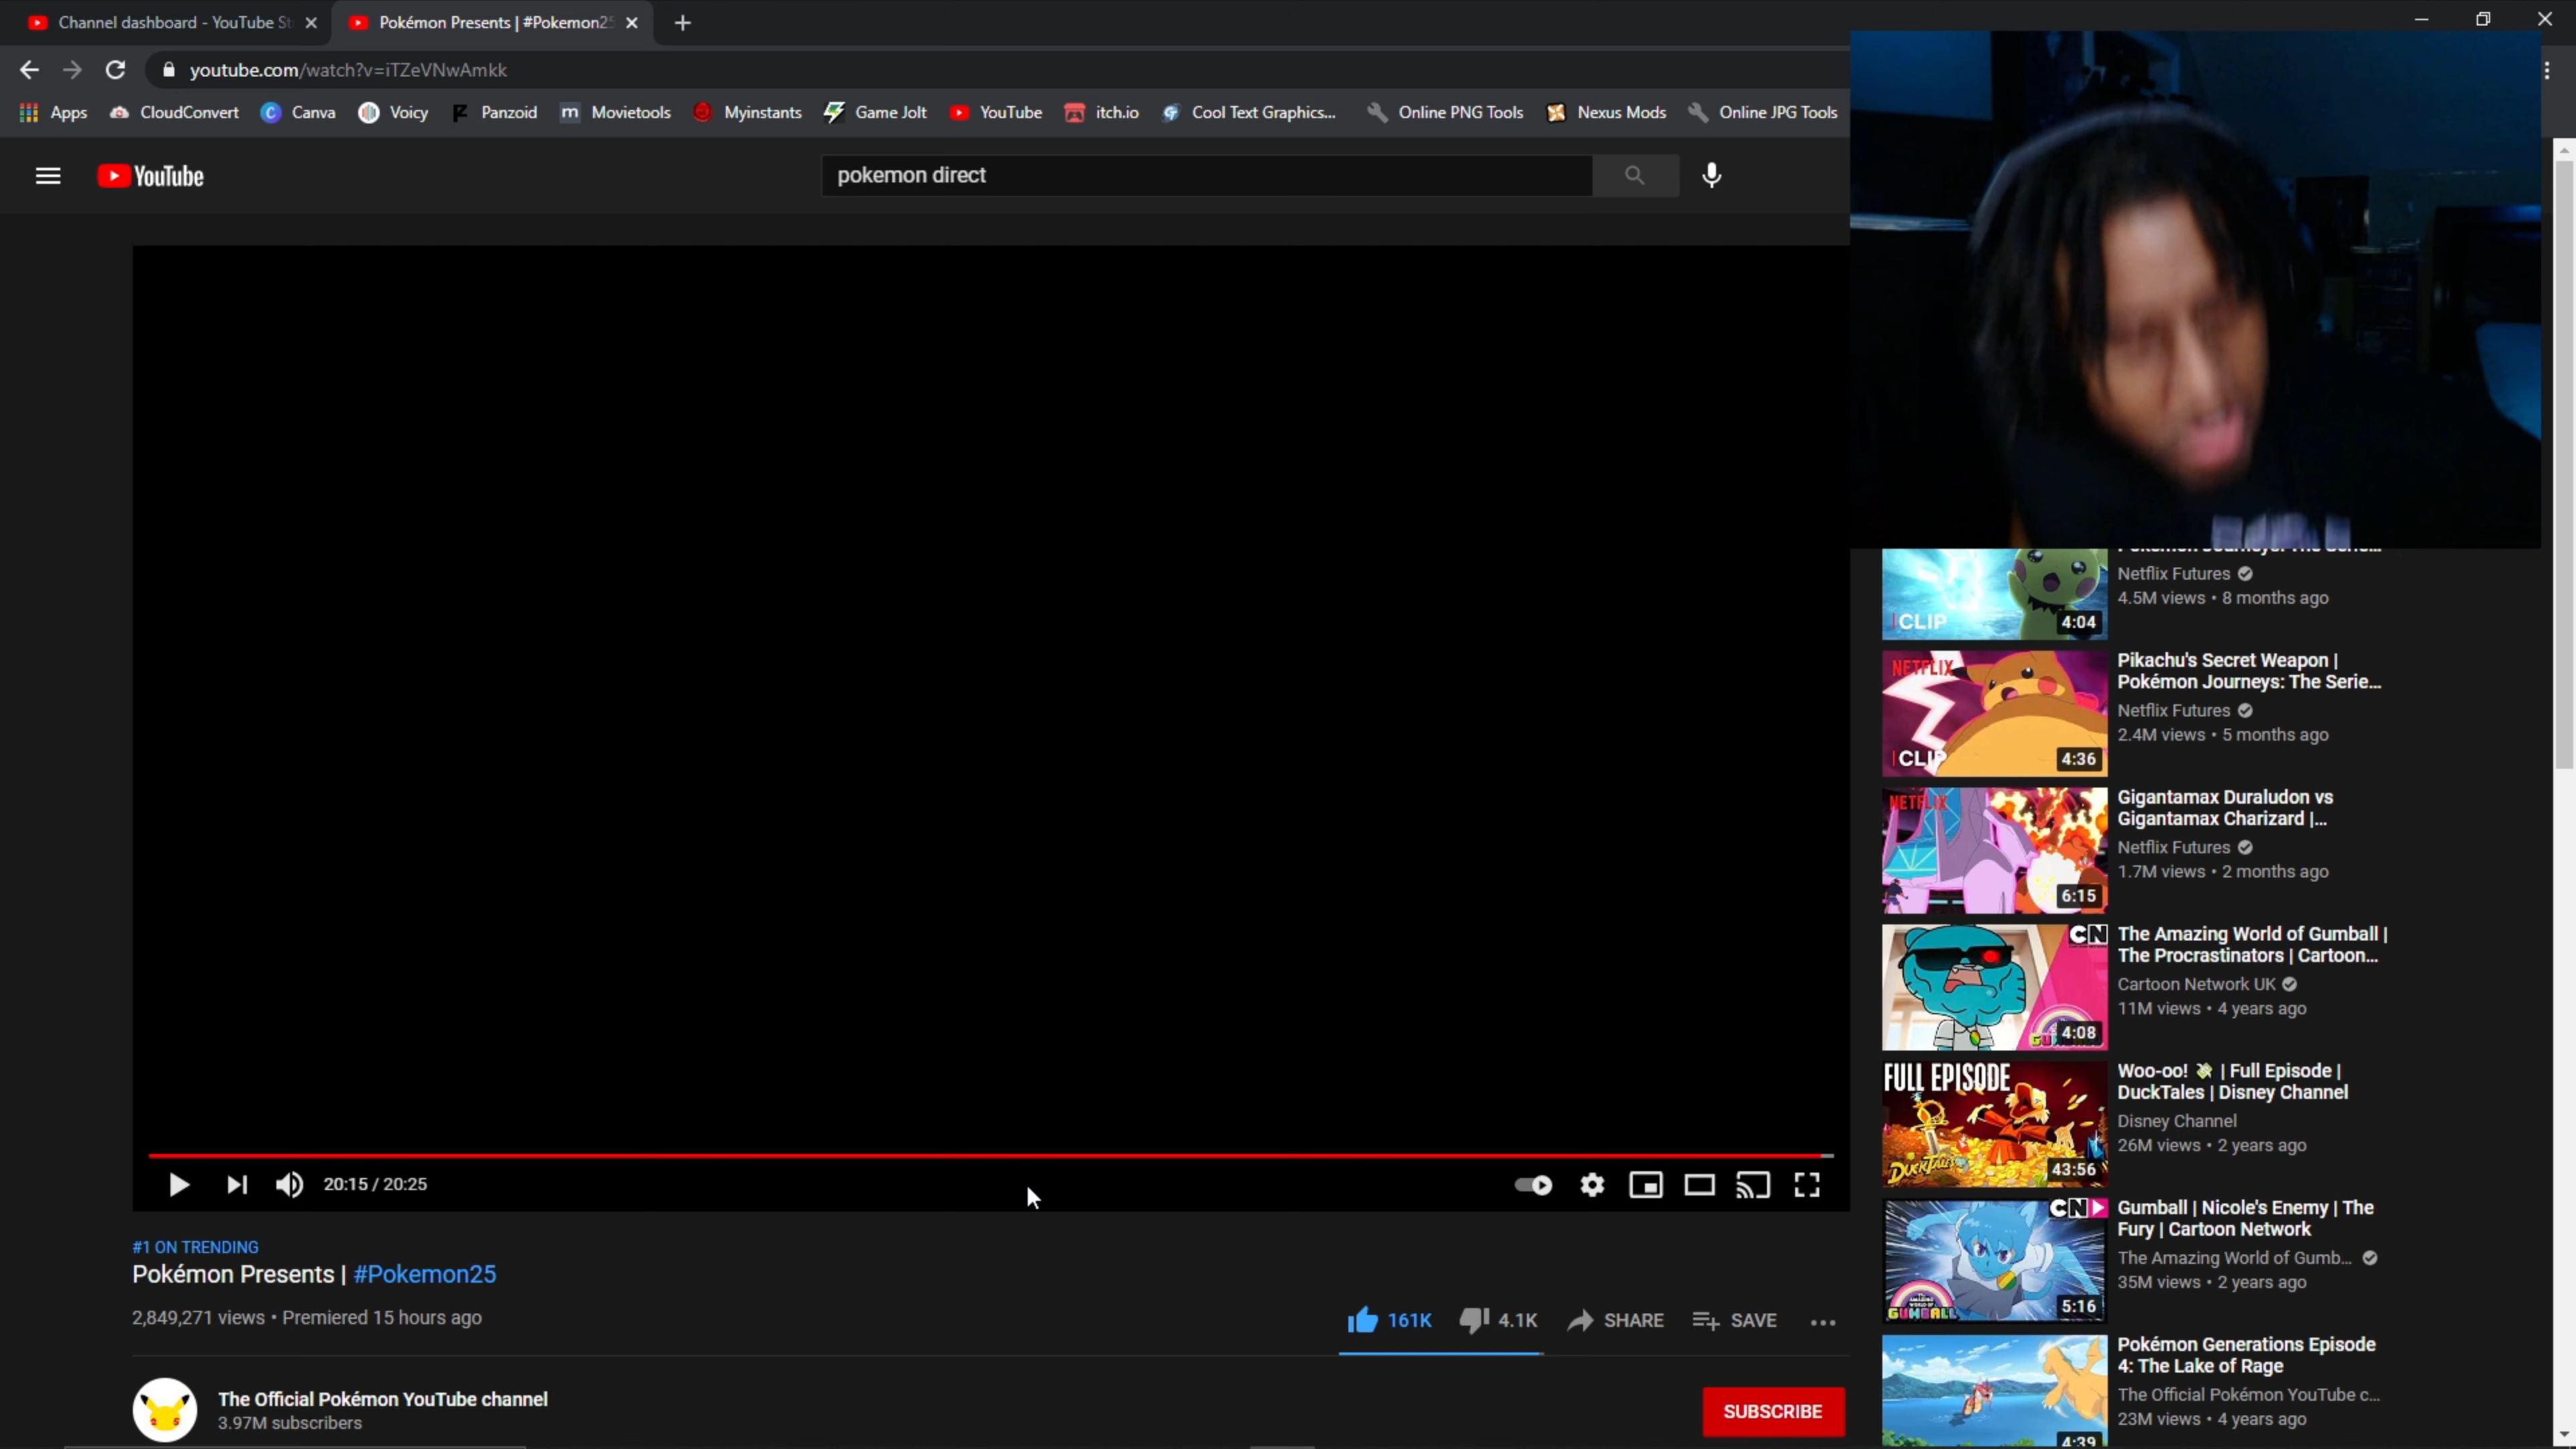 Channel dashboard - YouTube St
Pokémon Presents | #Pokemon25
youtube.com/watch?v=iTZeVNwAmkk
Apps CloudConvert Canva Voicy Panzoid Movietools Myinstants Game Jolt YouTube itch.io Cool Text Graphics... Online PNG Tools Nexus Mods Online JPG Tools
YouTube
pokemon direct
20:15 / 20:25
#1 ON TRENDING
Pokémon Presents | #Pokemon25
2,849,271 views • Premiered 15 hours ago
161K 4.1K SHARE SAVE
The Official Pokémon YouTube channel
3.97M subscribers
SUBSCRIBE
CLIP
4:04
Netflix Futures
4.5M views • 8 months ago
NETFLIX
CLIP
4:36
Pikachu's Secret Weapon |
Pokémon Journeys: The Serie...
Netflix Futures
2.4M views • 5 months ago
NETFLIX
6:15
Gigantamax Duraludon vs
Gigantamax Charizard |...
Netflix Futures
1.7M views • 2 months ago
CN
4:08
The Amazing World of Gumball |
The Procrastinators | Cartoon...
Cartoon Network UK
11M views • 4 years ago
FULL EPISODE
DUCKTALES
43:56
Woo-oo! | Full Episode |
DuckTales | Disney Channel
Disney Channel
26M views • 2 years ago
CN
GUMBALL
5:16
Gumball | Nicole's Enemy | The
Fury | Cartoon Network
The Amazing World of Gumb...
35M views • 2 years ago
4:39
Pokémon Generations Episode
4: The Lake of Rage
The Official Pokémon YouTube c...
23M views • 4 years ago